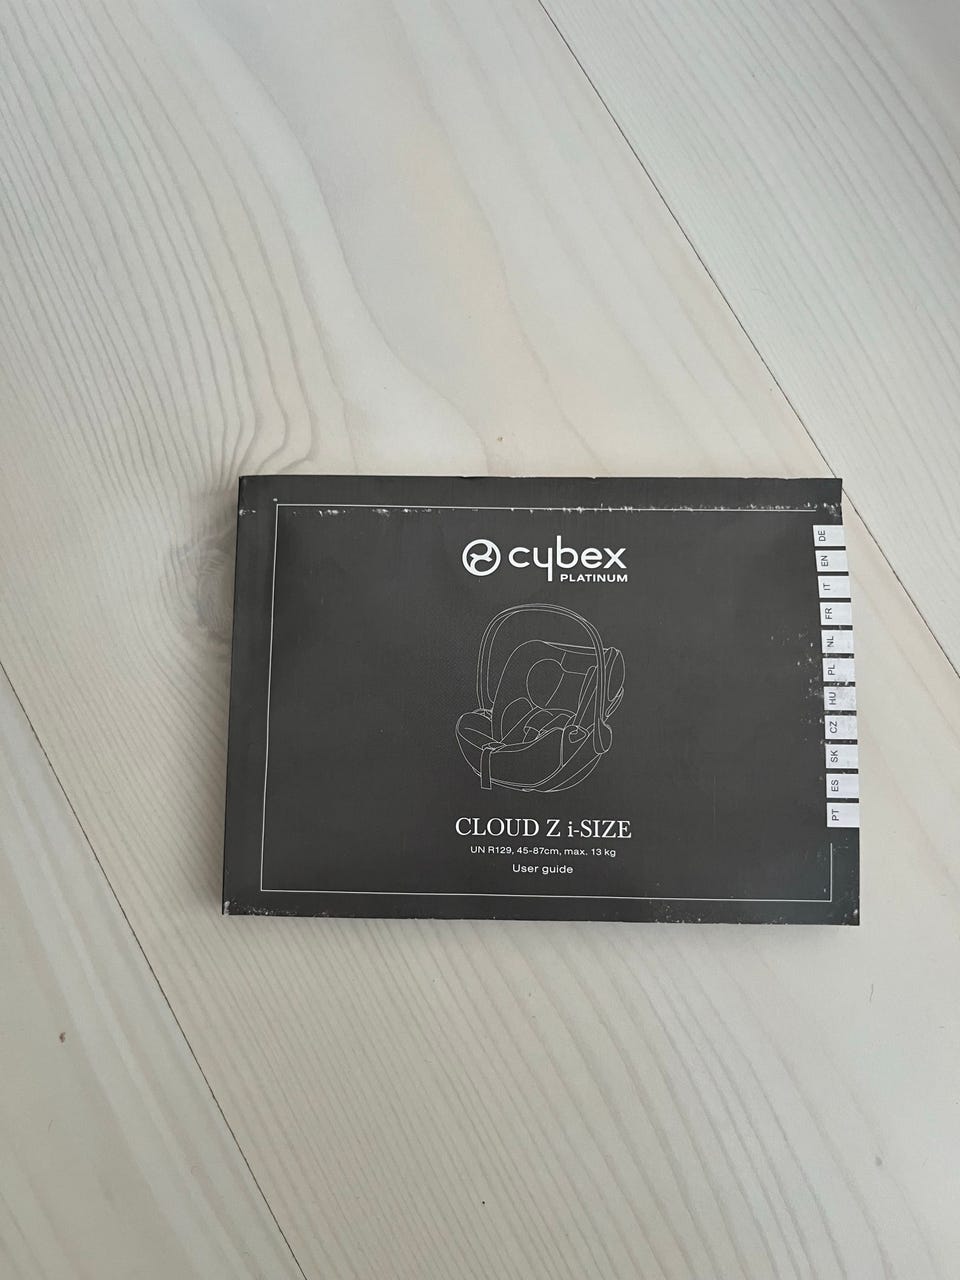 cybex
PLATINUM
CLOUD Z i-SIZE
UN R129, 45-87cm, max. 13 kg
User guide
DE
EN
IT
FR
NL
PL
HU
CZ
SK
ES
PT